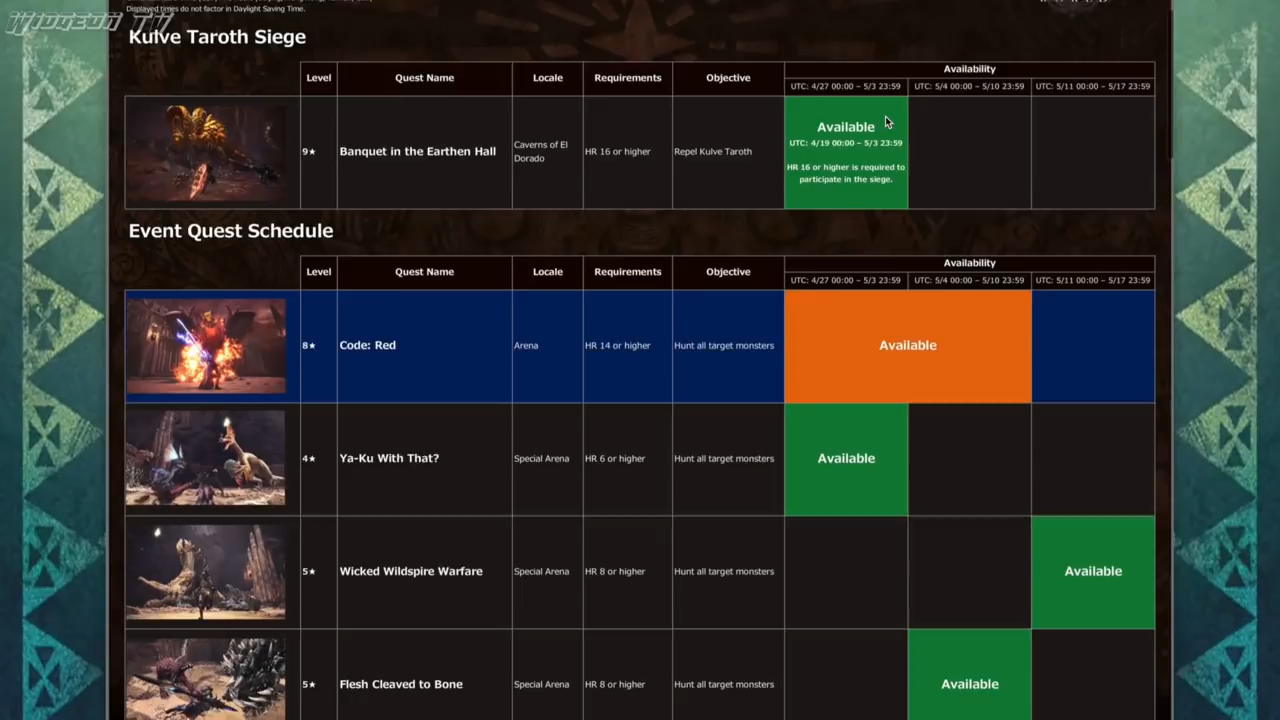 Displayed times do not factor in Daylight Saving Time.
WIDGEON TV
Kulve Taroth Siege
Level Quest Name Locale Requirements Objective Availability
UTC: 4/27 00:00 – 5/3 23:59 UTC: 5/4 00:00 – 5/10 23:59 UTC: 5/11 00:00 – 5/17 23:59
9★ Banquet in the Earthen Hall Caverns of El Dorado HR 16 or higher Repel Kulve Taroth
Available
UTC: 4/19 00:00 – 5/3 23:59
HR 16 or higher is required to
participate in the siege.
Event Quest Schedule
Level Quest Name Locale Requirements Objective Availability
UTC: 4/27 00:00 – 5/3 23:59 UTC: 5/4 00:00 – 5/10 23:59 UTC: 5/11 00:00 – 5/17 23:59
8★ Code: Red Arena HR 14 or higher Hunt all target monsters Available
4★ Ya-Ku With That? Special Arena HR 6 or higher Hunt all target monsters Available
5★ Wicked Wildspire Warfare Special Arena HR 8 or higher Hunt all target monsters Available
5★ Flesh Cleaved to Bone Special Arena HR 8 or higher Hunt all target monsters Available